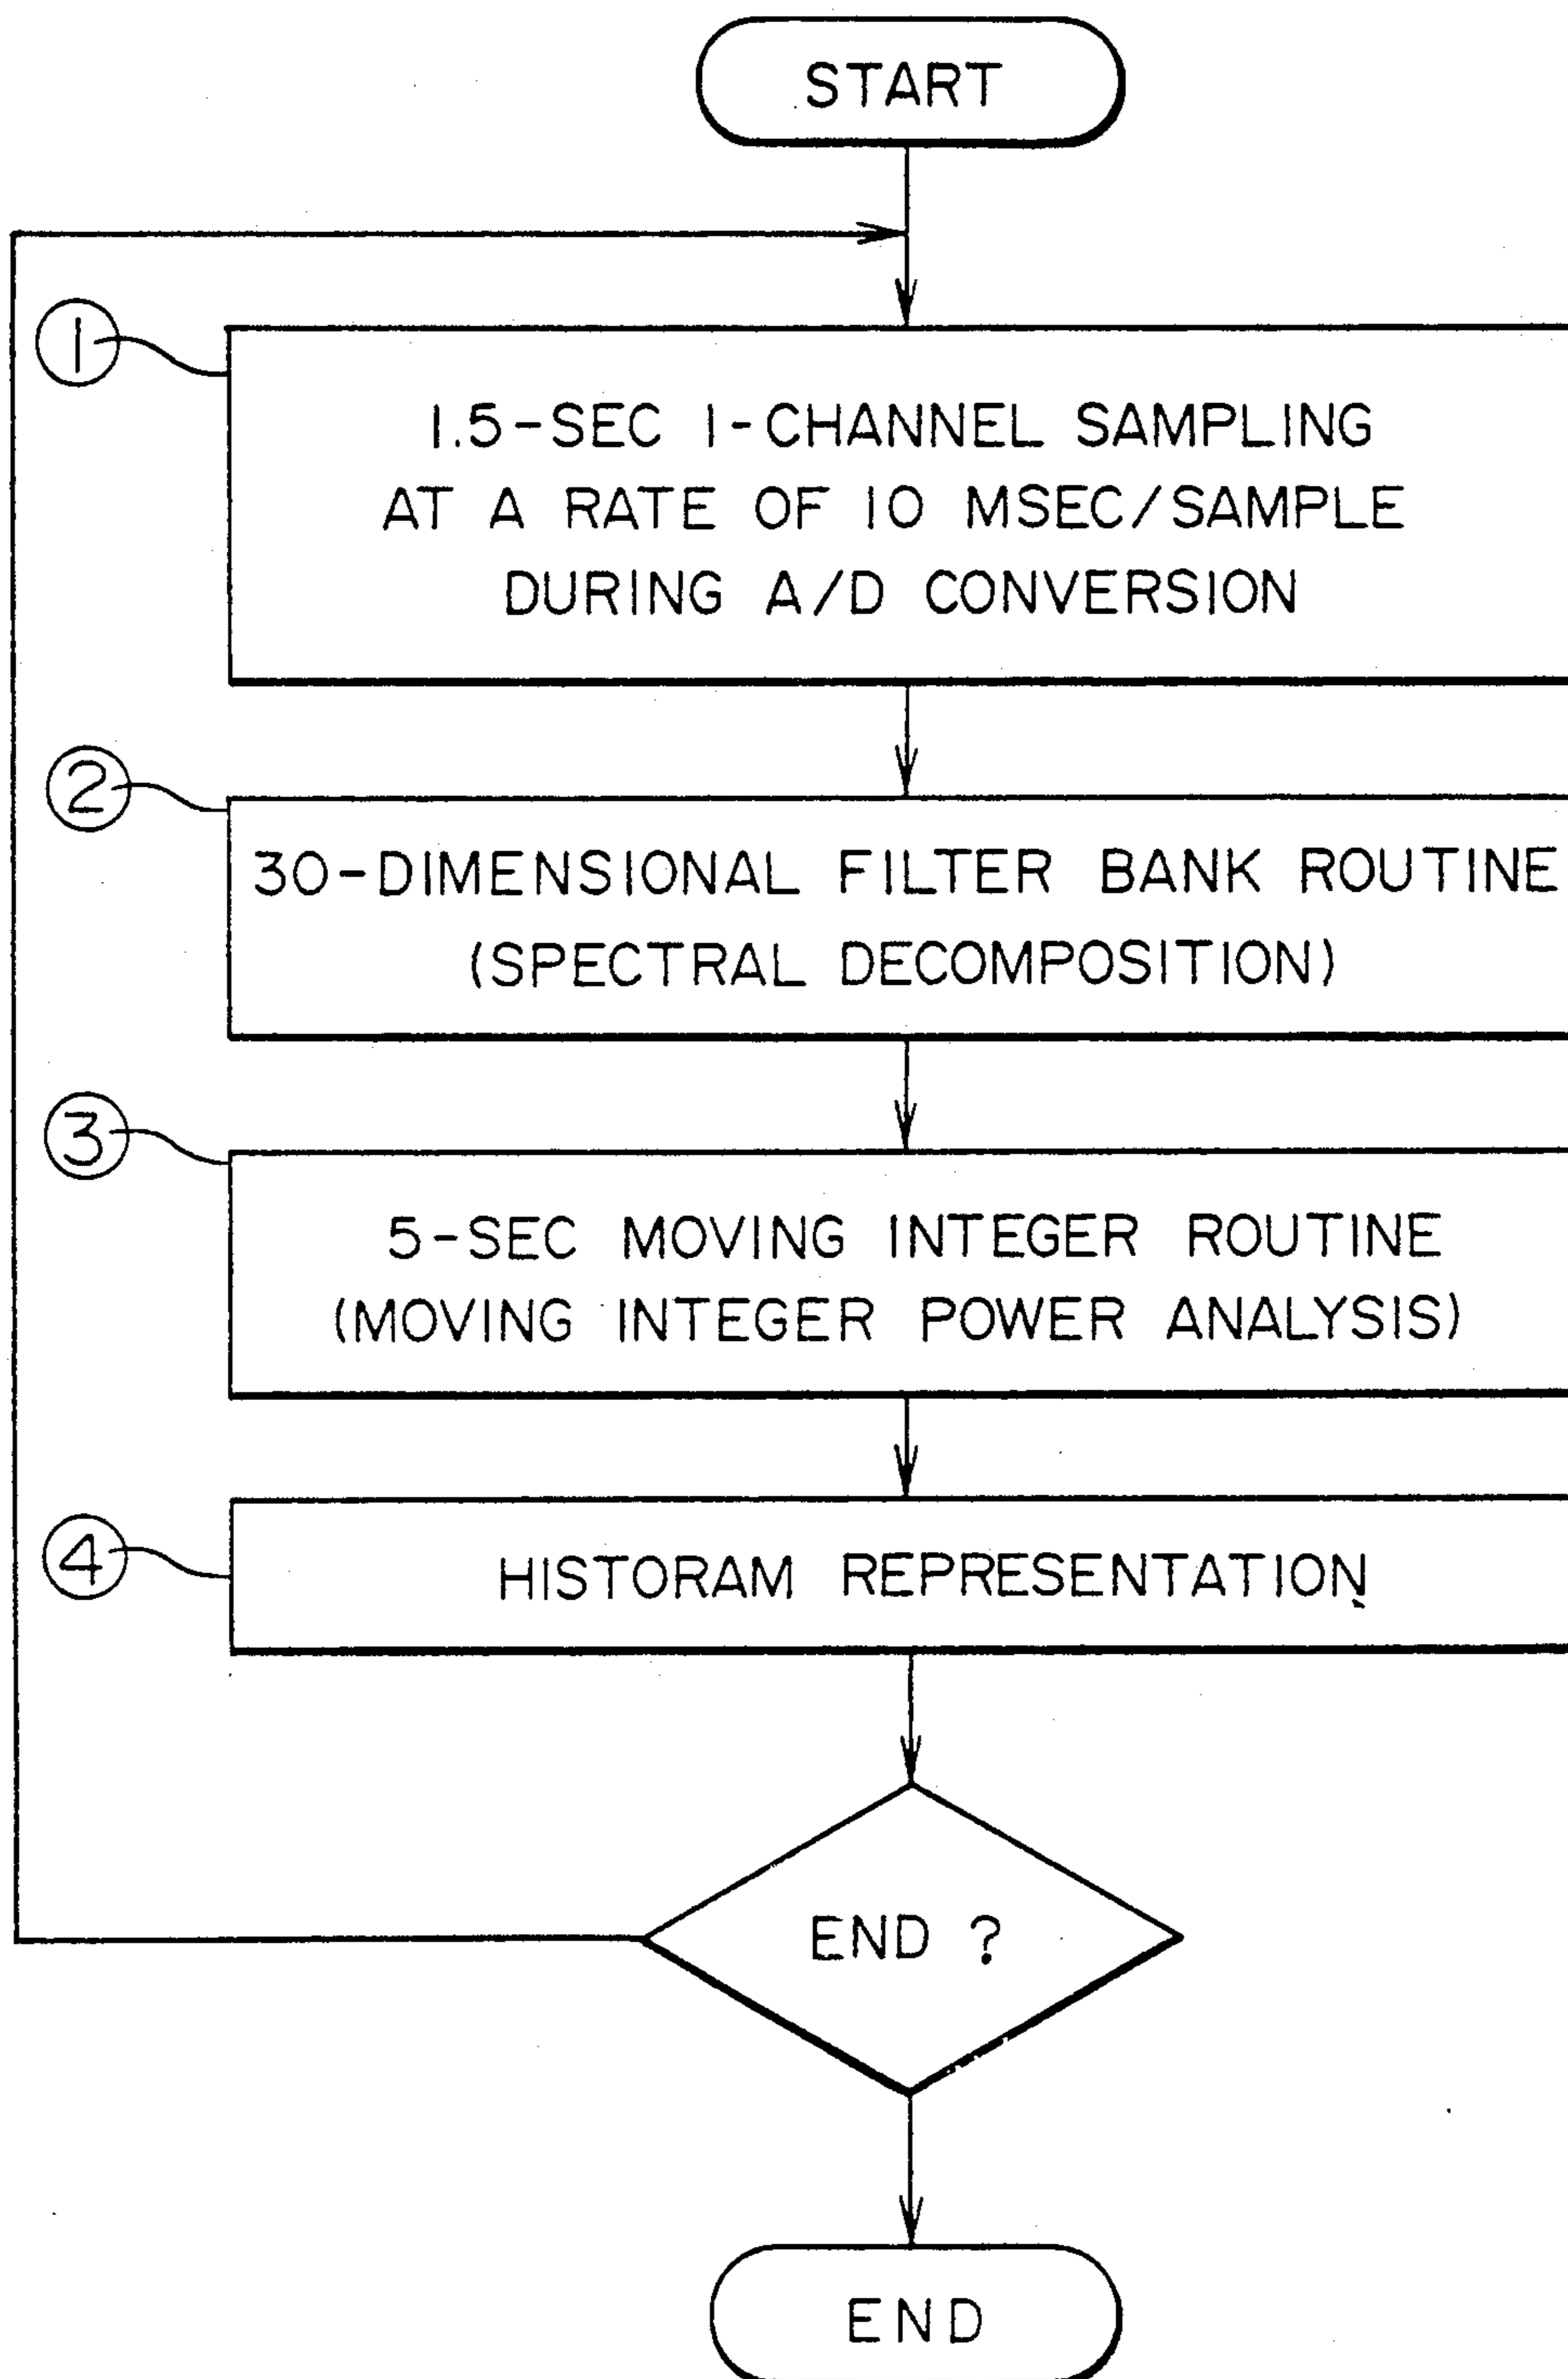 START
1
1.5-SEC 1-CHANNEL SAMPLING
AT A RATE OF 10 MSEC/SAMPLE
DURING A/D CONVERSION
2
30-DIMENSIONAL FILTER BANK ROUTINE
(SPECTRAL DECOMPOSITION)
3
5-SEC MOVING INTEGER ROUTINE
(MOVING INTEGER POWER ANALYSIS)
4
HISTORAM REPRESENTATION
END ?
END